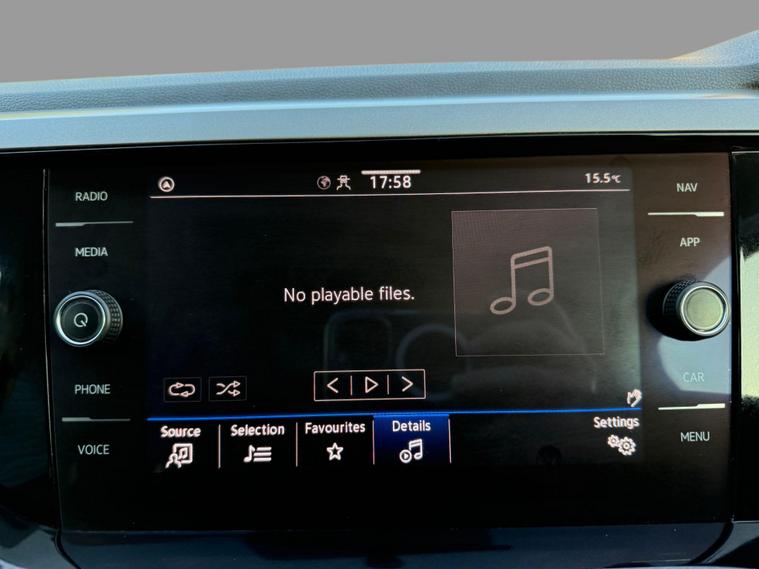 RADIO
MEDIA
PHONE
VOICE
17:58
15.5°C
No playable files.
Source
Selection
Favourites
Details
Settings
NAV
APP
CAR
MENU